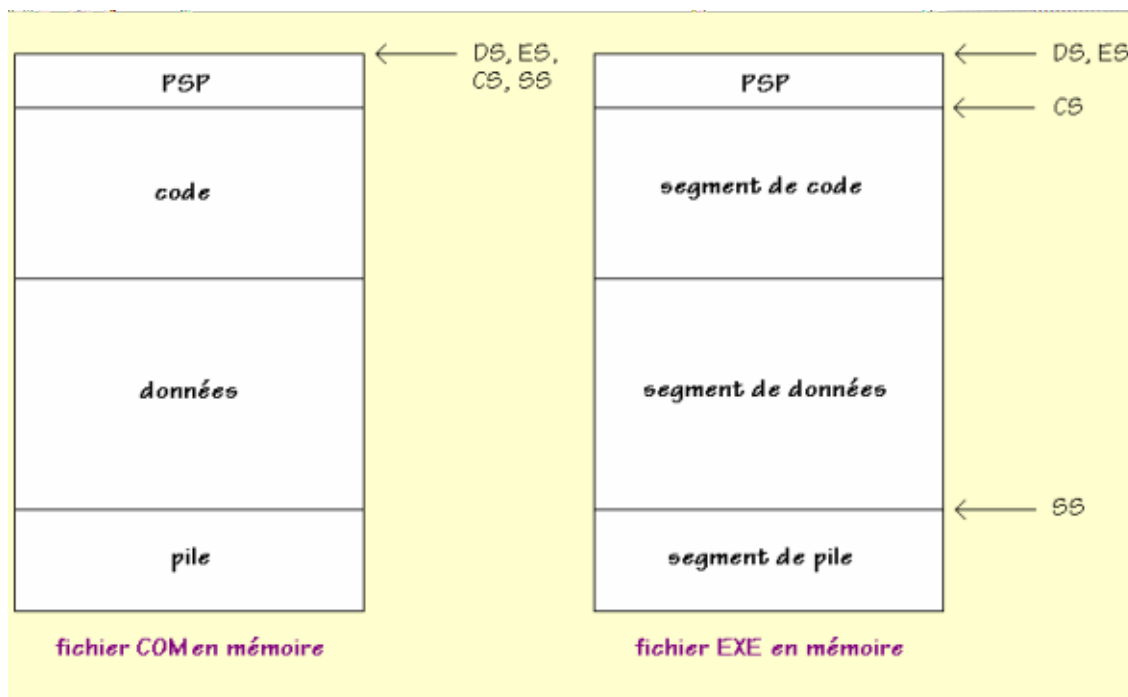 DS, ES,
CS, SS
PSP
code
données
pile
fichier COM en mémoire
DS, ES
PSP
CS
segment de code
segment de données
SS
segment de pile
fichier EXE en mémoire